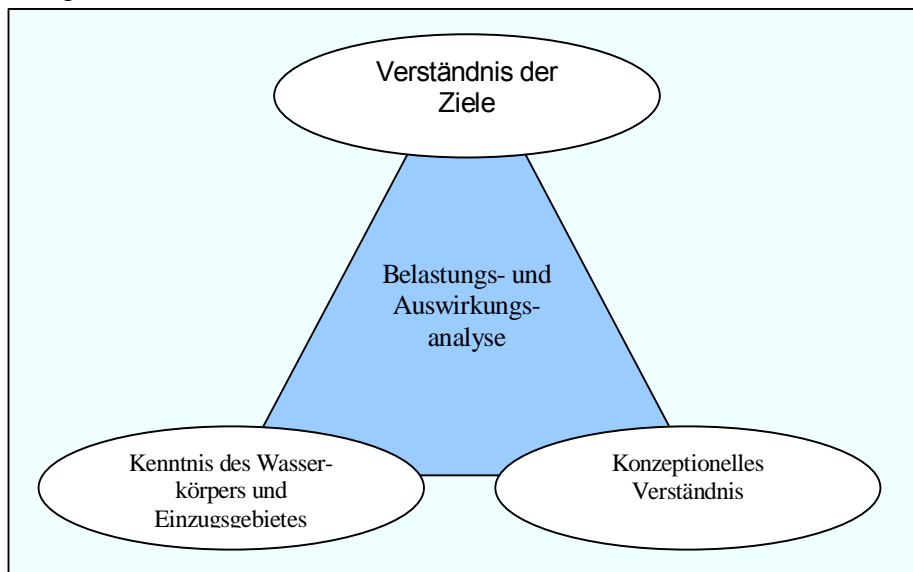 Verständnis der
Ziele
Belastungs- und
Auswirkungs-
analyse
Kenntnis des Wasser-
körpers und
Einzugsgebietes
Konzeptionelles
Verständnis